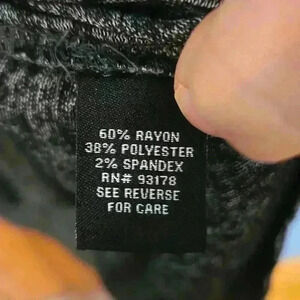 60% RAYON
38% POLYESTER
2% SPANDEX
RN# 93178
SEE REVERSE
FOR CARE